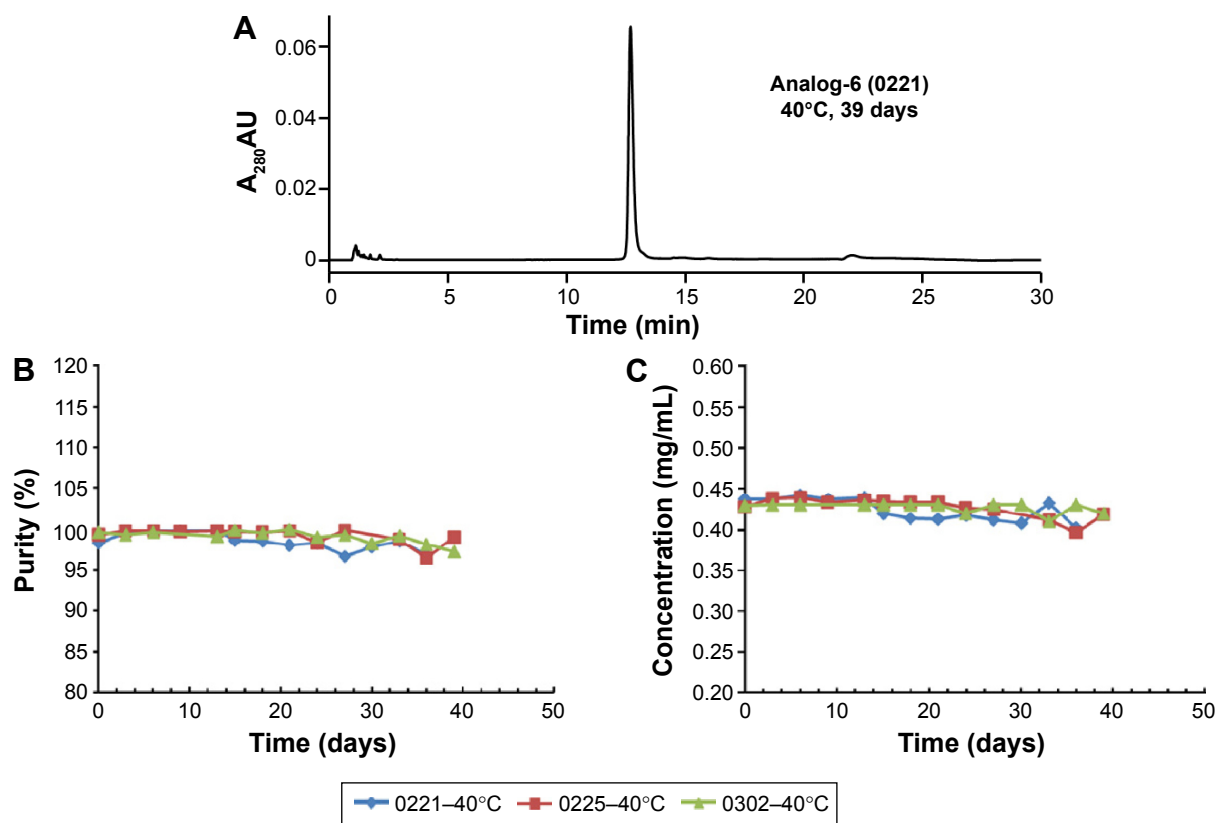 A
0.06
0.04
0.02
0
A280AU
Analog-6 (0221)
40°C, 39 days
0 5 10 15 20 25 30
Time (min)
B
120
115
110
105
100
95
90
85
80
Purity (%)
0 10 20 30 40 50
Time (days)
C
0.60
0.55
0.50
0.45
0.40
0.35
0.30
0.25
0.20
Concentration (mg/mL)
0 10 20 30 40 50
Time (days)
0221–40°C 0225–40°C 0302–40°C